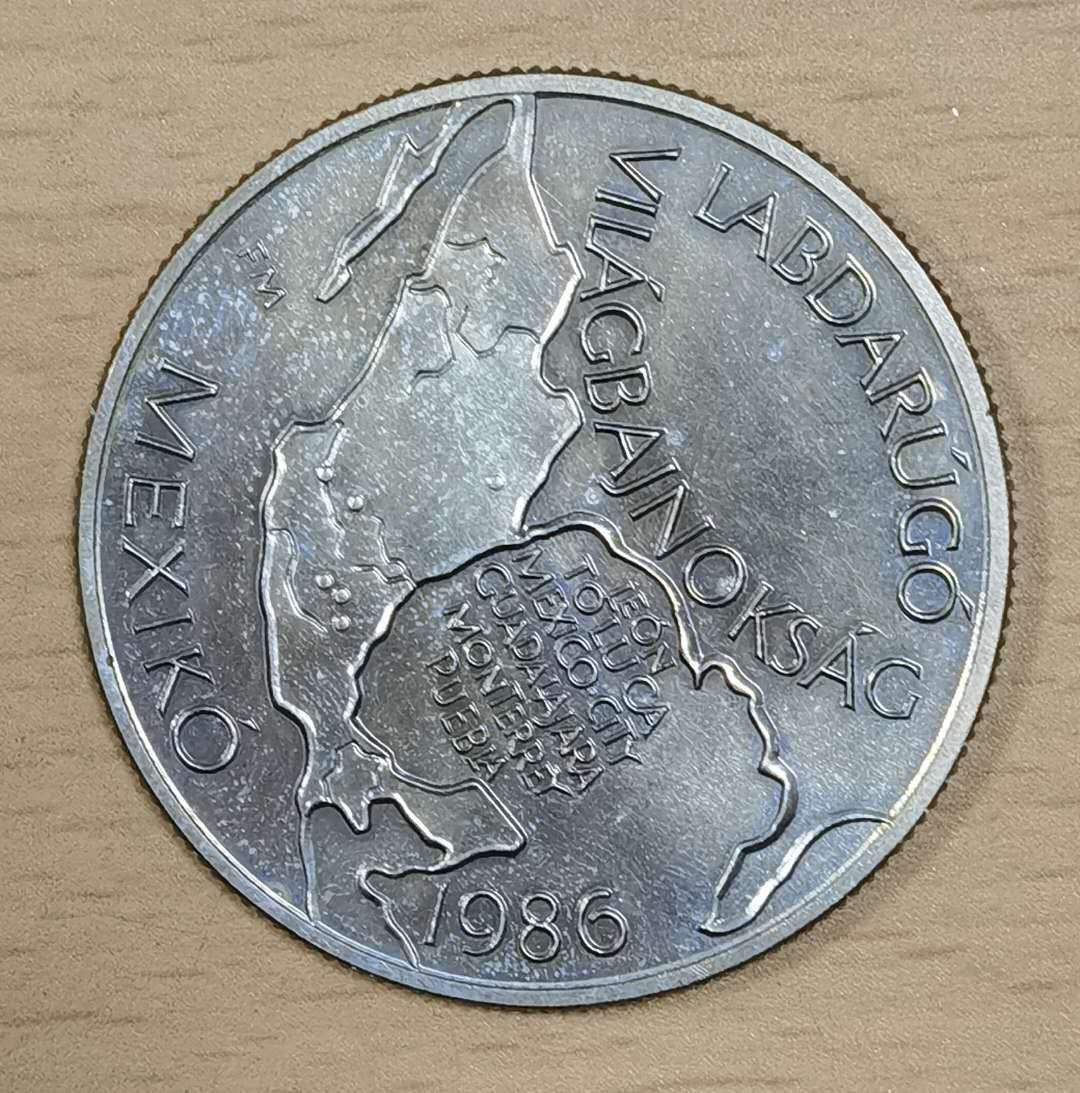 LABDARÚGÓ
VILÁGBAJNOKSÁG
LEÓN
TOLUCA
MEXICO-CITY
GUADALAJARA
MONTERREY
PUEBLA
MEXIKÓ
1986
FM